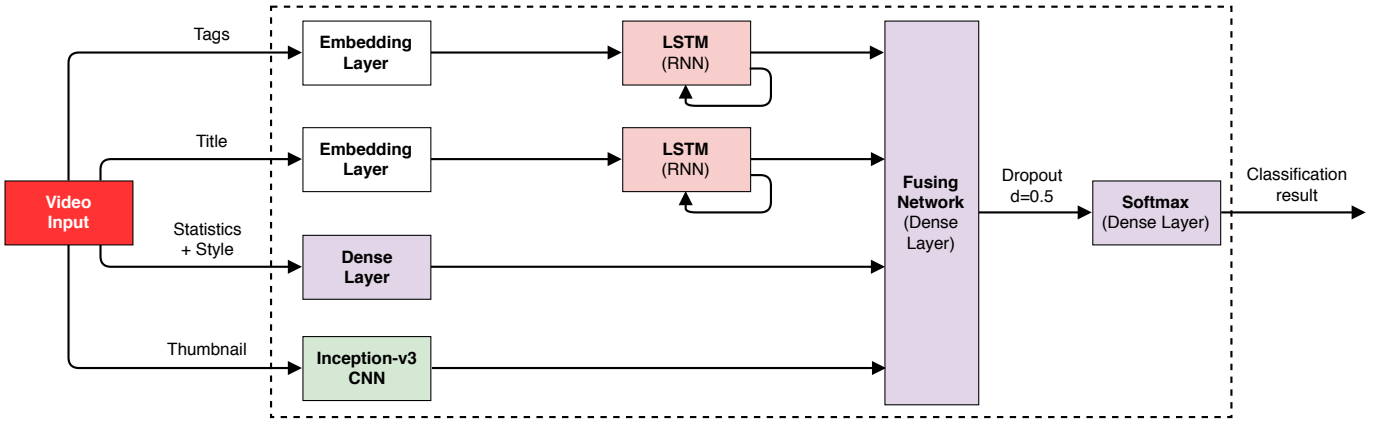 Tags
Embedding
Layer
LSTM
(RNN)
Title
Embedding
Layer
LSTM
(RNN)
Video
Input
Statistics
+ Style
Dense
Layer
Thumbnail
Inception-v3
CNN
Fusing
Network
(Dense
Layer)
Dropout
d=0.5
Softmax
(Dense Layer)
Classification
result